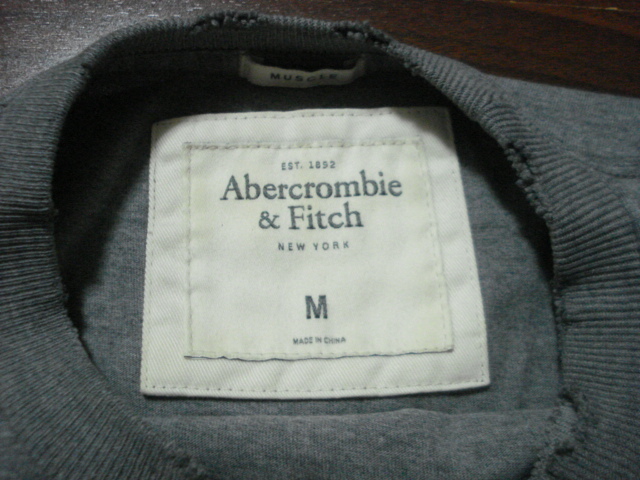 MUSCLE
EST. 1892
Abercrombie
& Fitch
NEW YORK
M
MADE IN CHINA